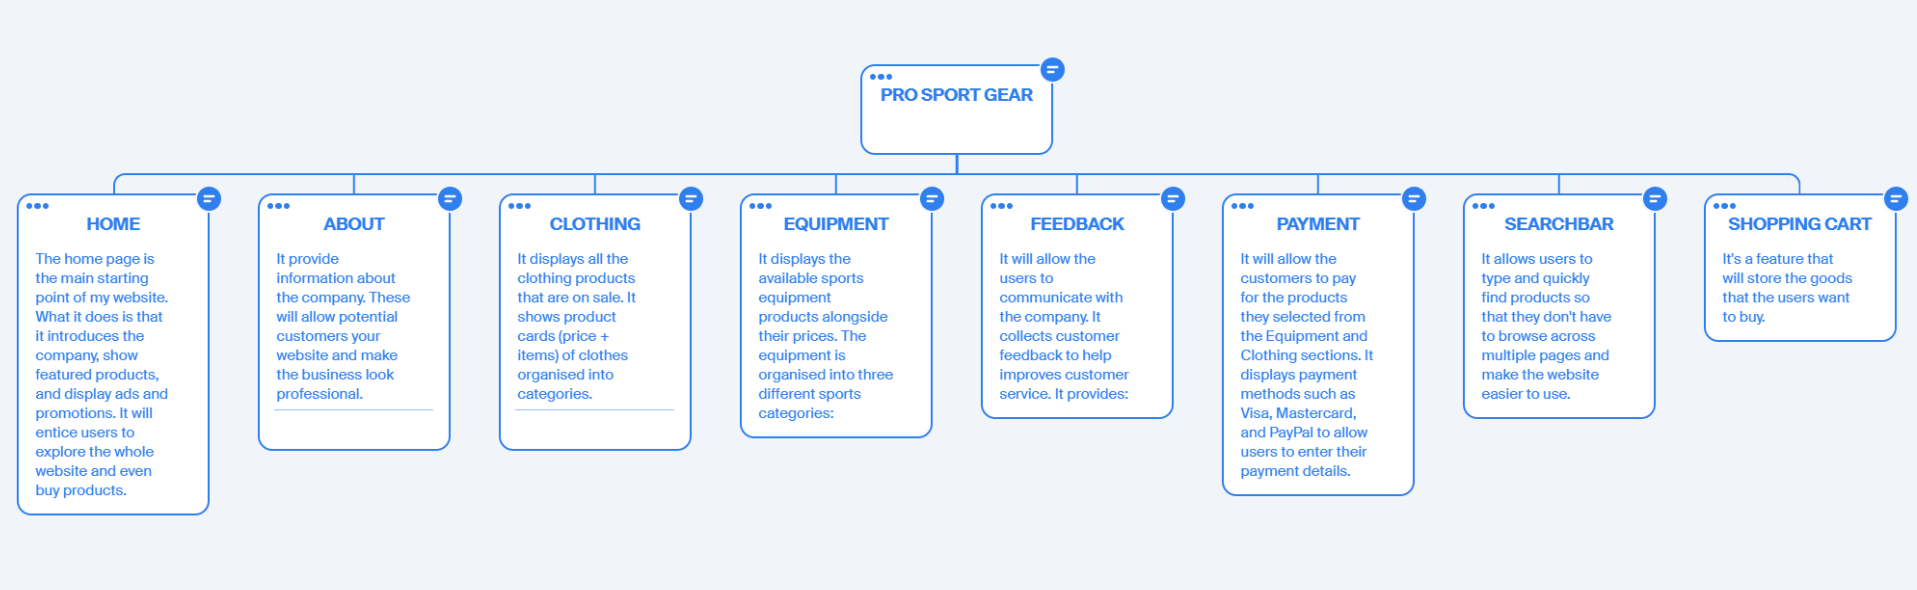 PRO SPORT GEAR
HOME
The home page is
the main starting
point of my website.
What it does is that
it introduces the
company, show
featured products,
and display ads and
promotions. It will
entice users to
explore the whole
website and even
buy products.
ABOUT
It provide
information about
the company. These
will allow potential
customers your
website and make
the business look
professional.
CLOTHING
It displays all the
clothing products
that are on sale. It
shows product
cards (price +
items) of clothes
organised into
categories.
EQUIPMENT
It displays the
available sports
equipment
products alongside
their prices. The
equipment is
organised into three
different sports
categories:
FEEDBACK
It will allow the
users to
communicate with
the company. It
collects customer
feedback to help
improves customer
service. It provides:
PAYMENT
It will allow the
customers to pay
for the products
they selected from
the Equipment and
Clothing sections. It
displays payment
methods such as
Visa, Mastercard,
and PayPal to allow
users to enter their
payment details.
SEARCHBAR
It allows users to
type and quickly
find products so
that they don't have
to browse across
multiple pages and
make the website
easier to use.
SHOPPING CART
It's a feature that
will store the goods
that the users want
to buy.